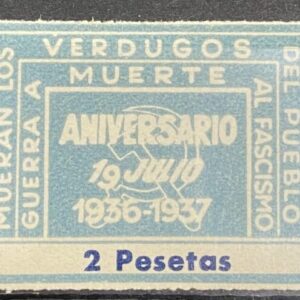 MUERAN LOS
VERDUGOS
DEL PUEBLO
GUERRA A
MUERTE
AL FASCISMO
ANIVERSARIO
19 JULIO
1936-1937
2 Pesetas